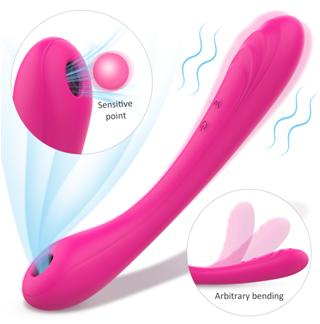 Sensitive
point
Arbitrary bending